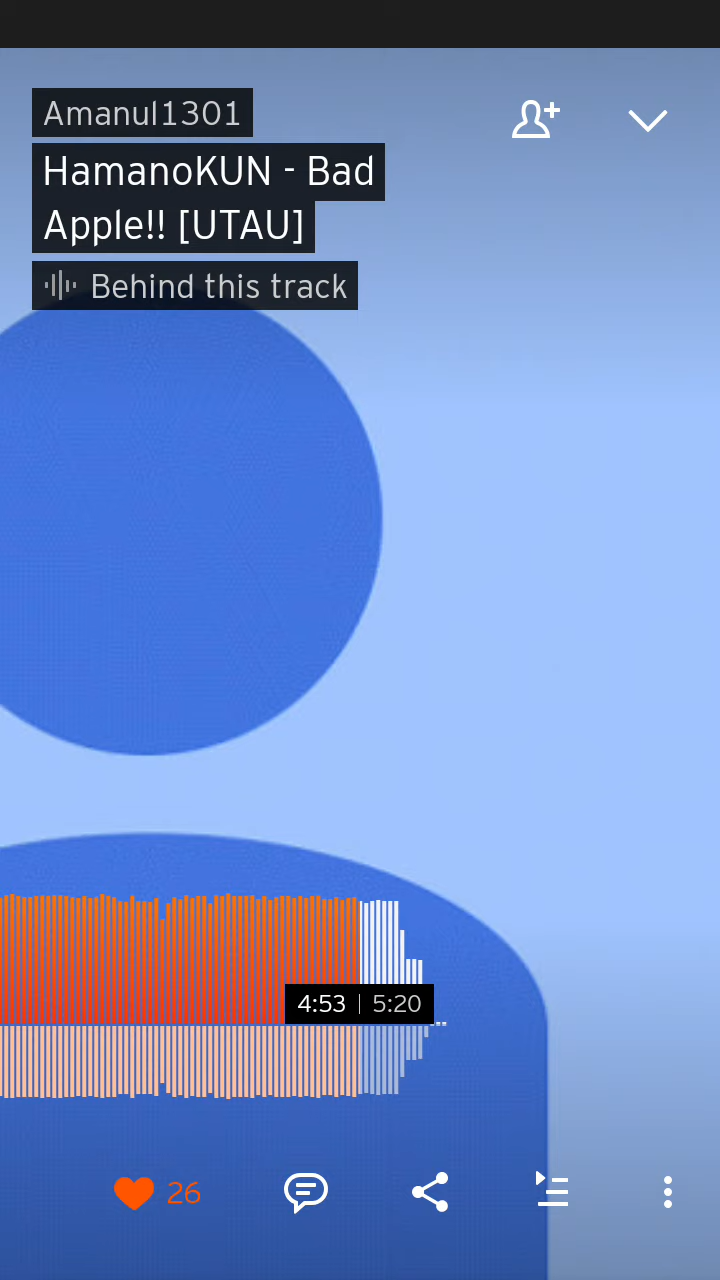 Amanul1301
HamanoKUN - Bad
Apple!! [UTAU]
Behind this track
4:53 | 5:20
26